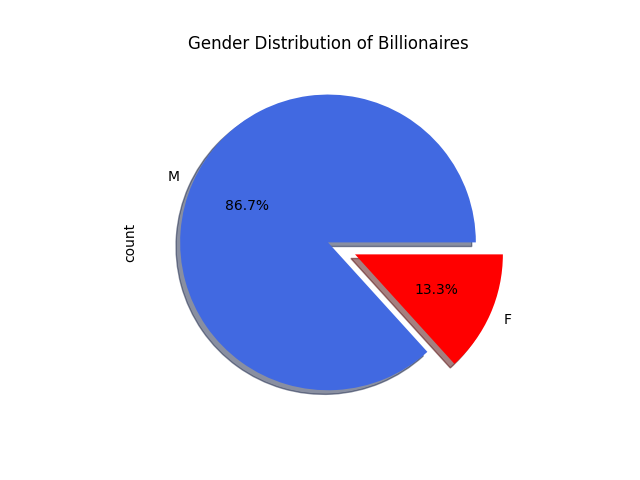 Gender Distribution of Billionaires
M
86.7%
count
13.3%
F